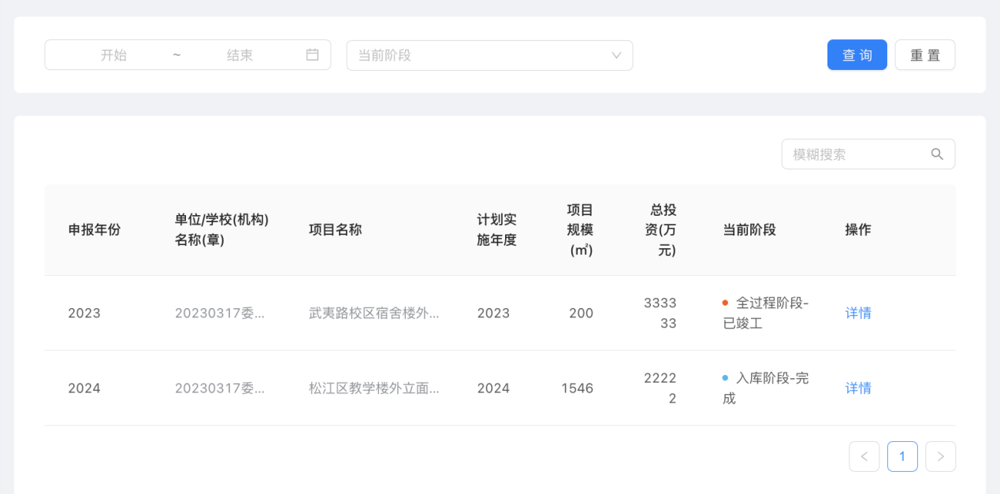 开始 ~ 结束 当前阶段 查 询 重 置
模糊搜索
申报年份
单位/学校(机构)
名称(章)
项目名称
计划实
施年度
项目
规模
(㎡)
总投
资(万
元)
当前阶段
操作
2023
20230317委...
武夷路校区宿舍楼外...
2023
200
3333
33
全过程阶段-
已竣工
详情
2024
20230317委...
松江区教学楼外立面...
2024
1546
2222
2
入库阶段-完
成
详情
< 1 >